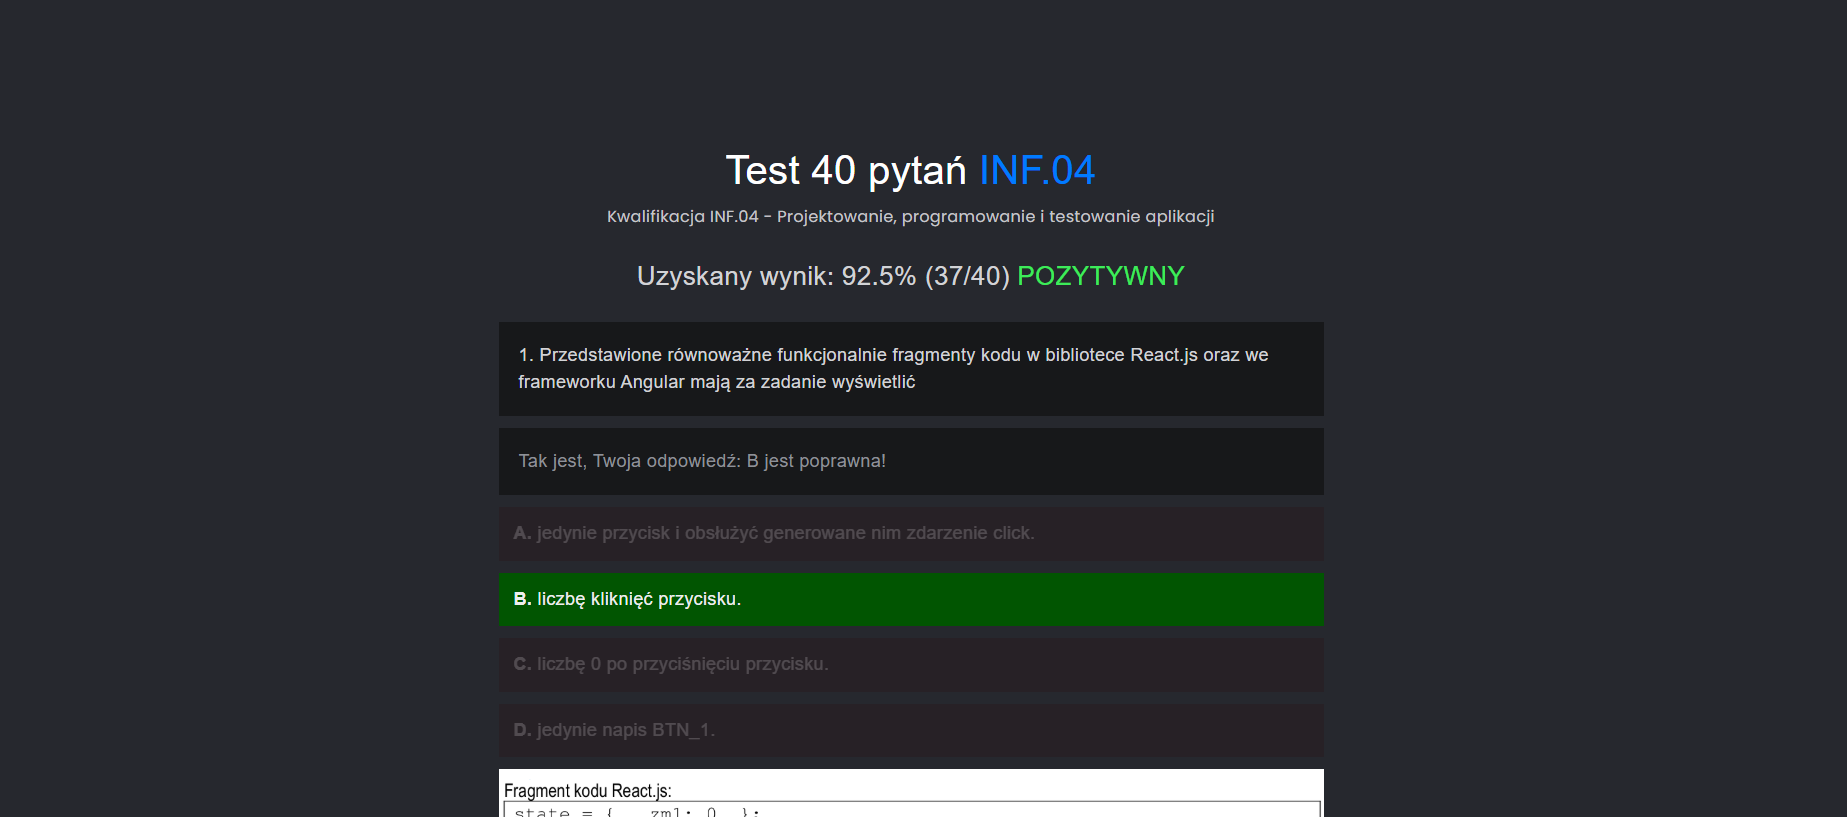 Test 40 pytań INF.04
Kwalifikacja INF.04 - Projektowanie, programowanie i testowanie aplikacji
Uzyskany wynik: 92.5% (37/40) POZYTYWNY
1. Przedstawione równoważne funkcjonalnie fragmenty kodu w bibliotece React.js oraz we
frameworku Angular mają za zadanie wyświetlić
Tak jest, Twoja odpowiedź: B jest poprawna!
A. jedynie przycisk i obsłużyć generowane nim zdarzenie click.
B. liczbę kliknięć przycisku.
C. liczbę 0 po przyciśnięciu przycisku.
D. jedynie napis BTN_1.
Fragment kodu React.js:
state = { zm1: 0 };